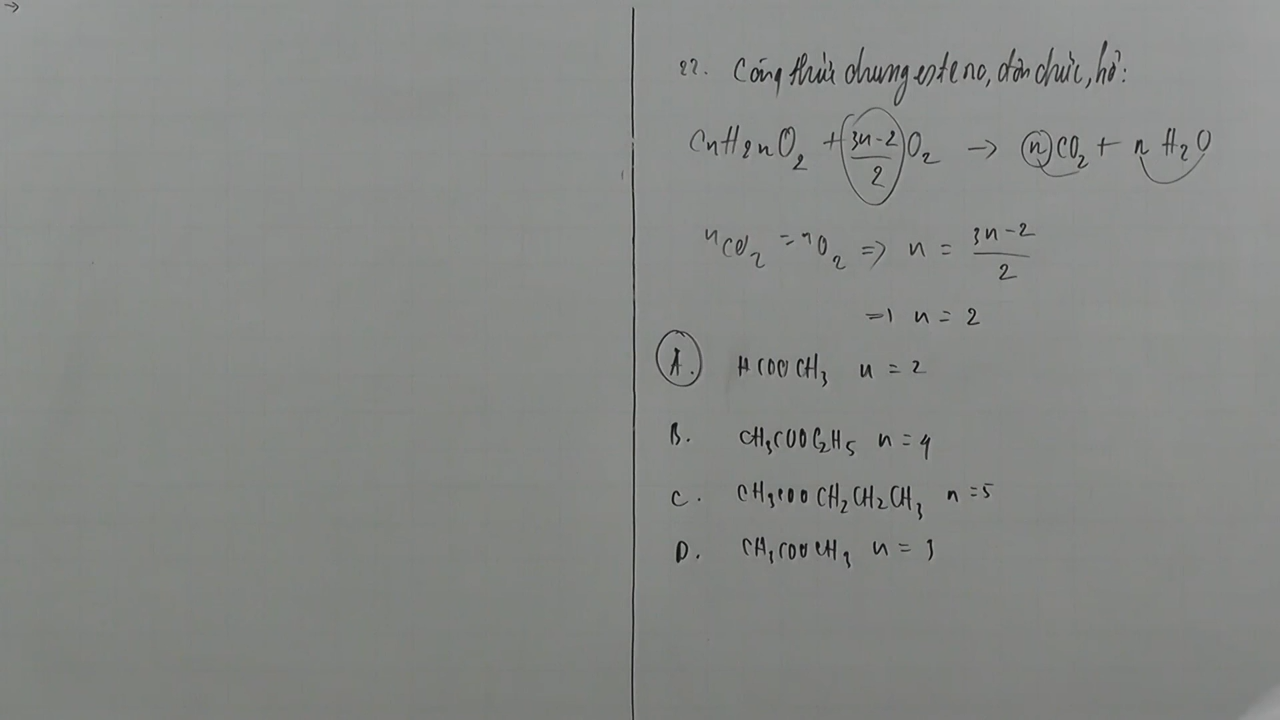 →
22. Công thức chung este no, đơn chức, hở:
CnH2nO2 + (3n-2)/2 O2 → nCO2 + n H2O
nCO2 = nO2 => n = (3n-2)/2
=) n = 2
A. HCOOCH3 n = 2
B. CH3COOC2H5 n = 4
C. CH3COOCH2CH2CH3 n = 5
D. CH3COOCH3 n = 3